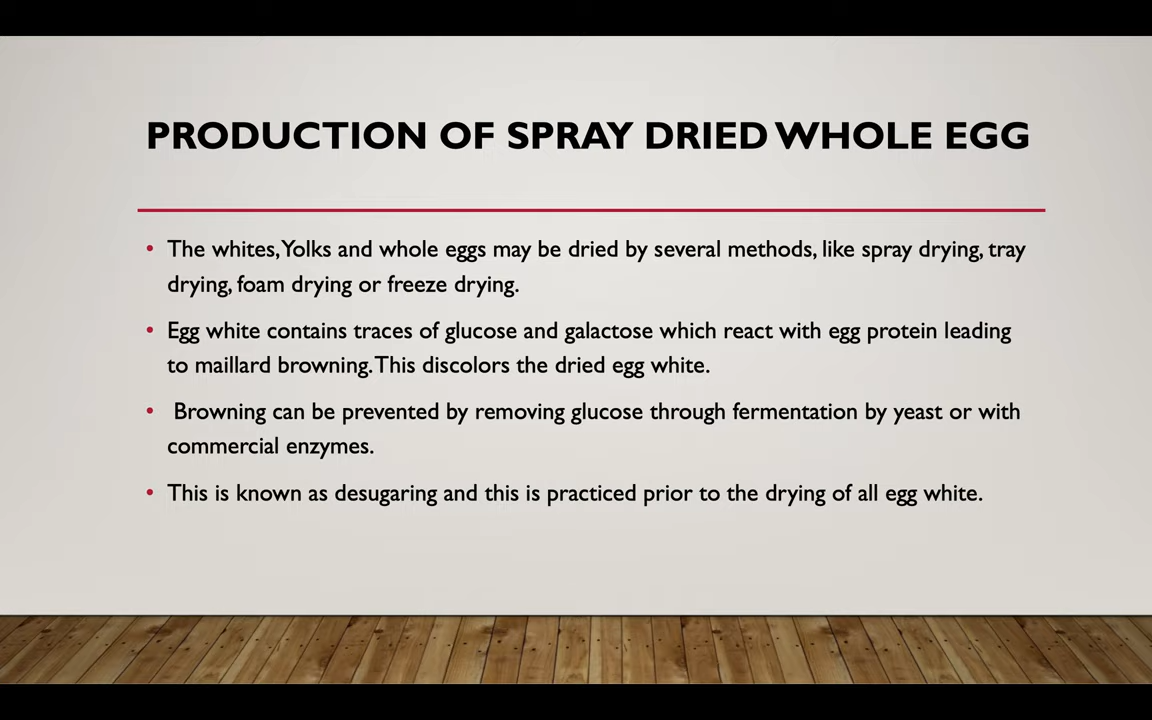 PRODUCTION OF SPRAY DRIED WHOLE EGG
• The whites,Yolks and whole eggs may be dried by several methods, like spray drying, tray
drying, foam drying or freeze drying.
• Egg white contains traces of glucose and galactose which react with egg protein leading
to maillard browning. This discolors the dried egg white.
• Browning can be prevented by removing glucose through fermentation by yeast or with
commercial enzymes.
• This is known as desugaring and this is practiced prior to the drying of all egg white.